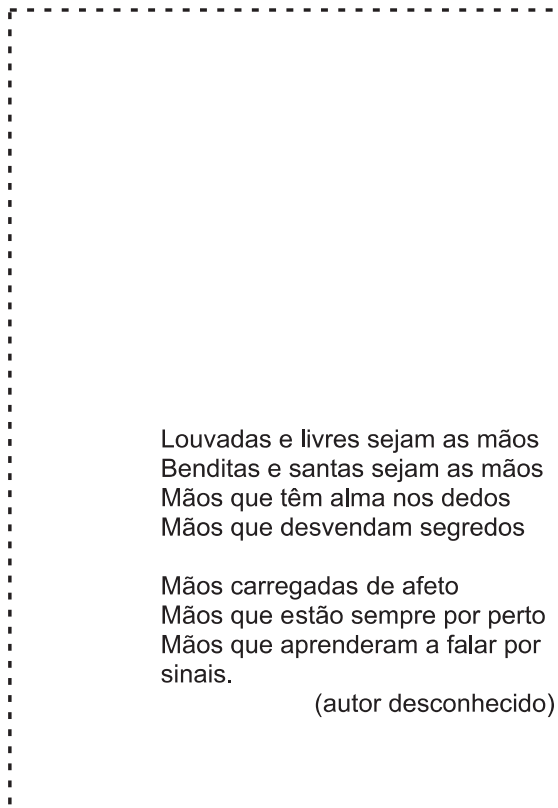 Louvadas e livres sejam as mãos
Benditas e santas sejam as mãos
Mãos que têm alma nos dedos
Mãos que desvendam segredos

Mãos carregadas de afeto
Mãos que estão sempre por perto
Mãos que aprenderam a falar por
sinais.
(autor desconhecido)